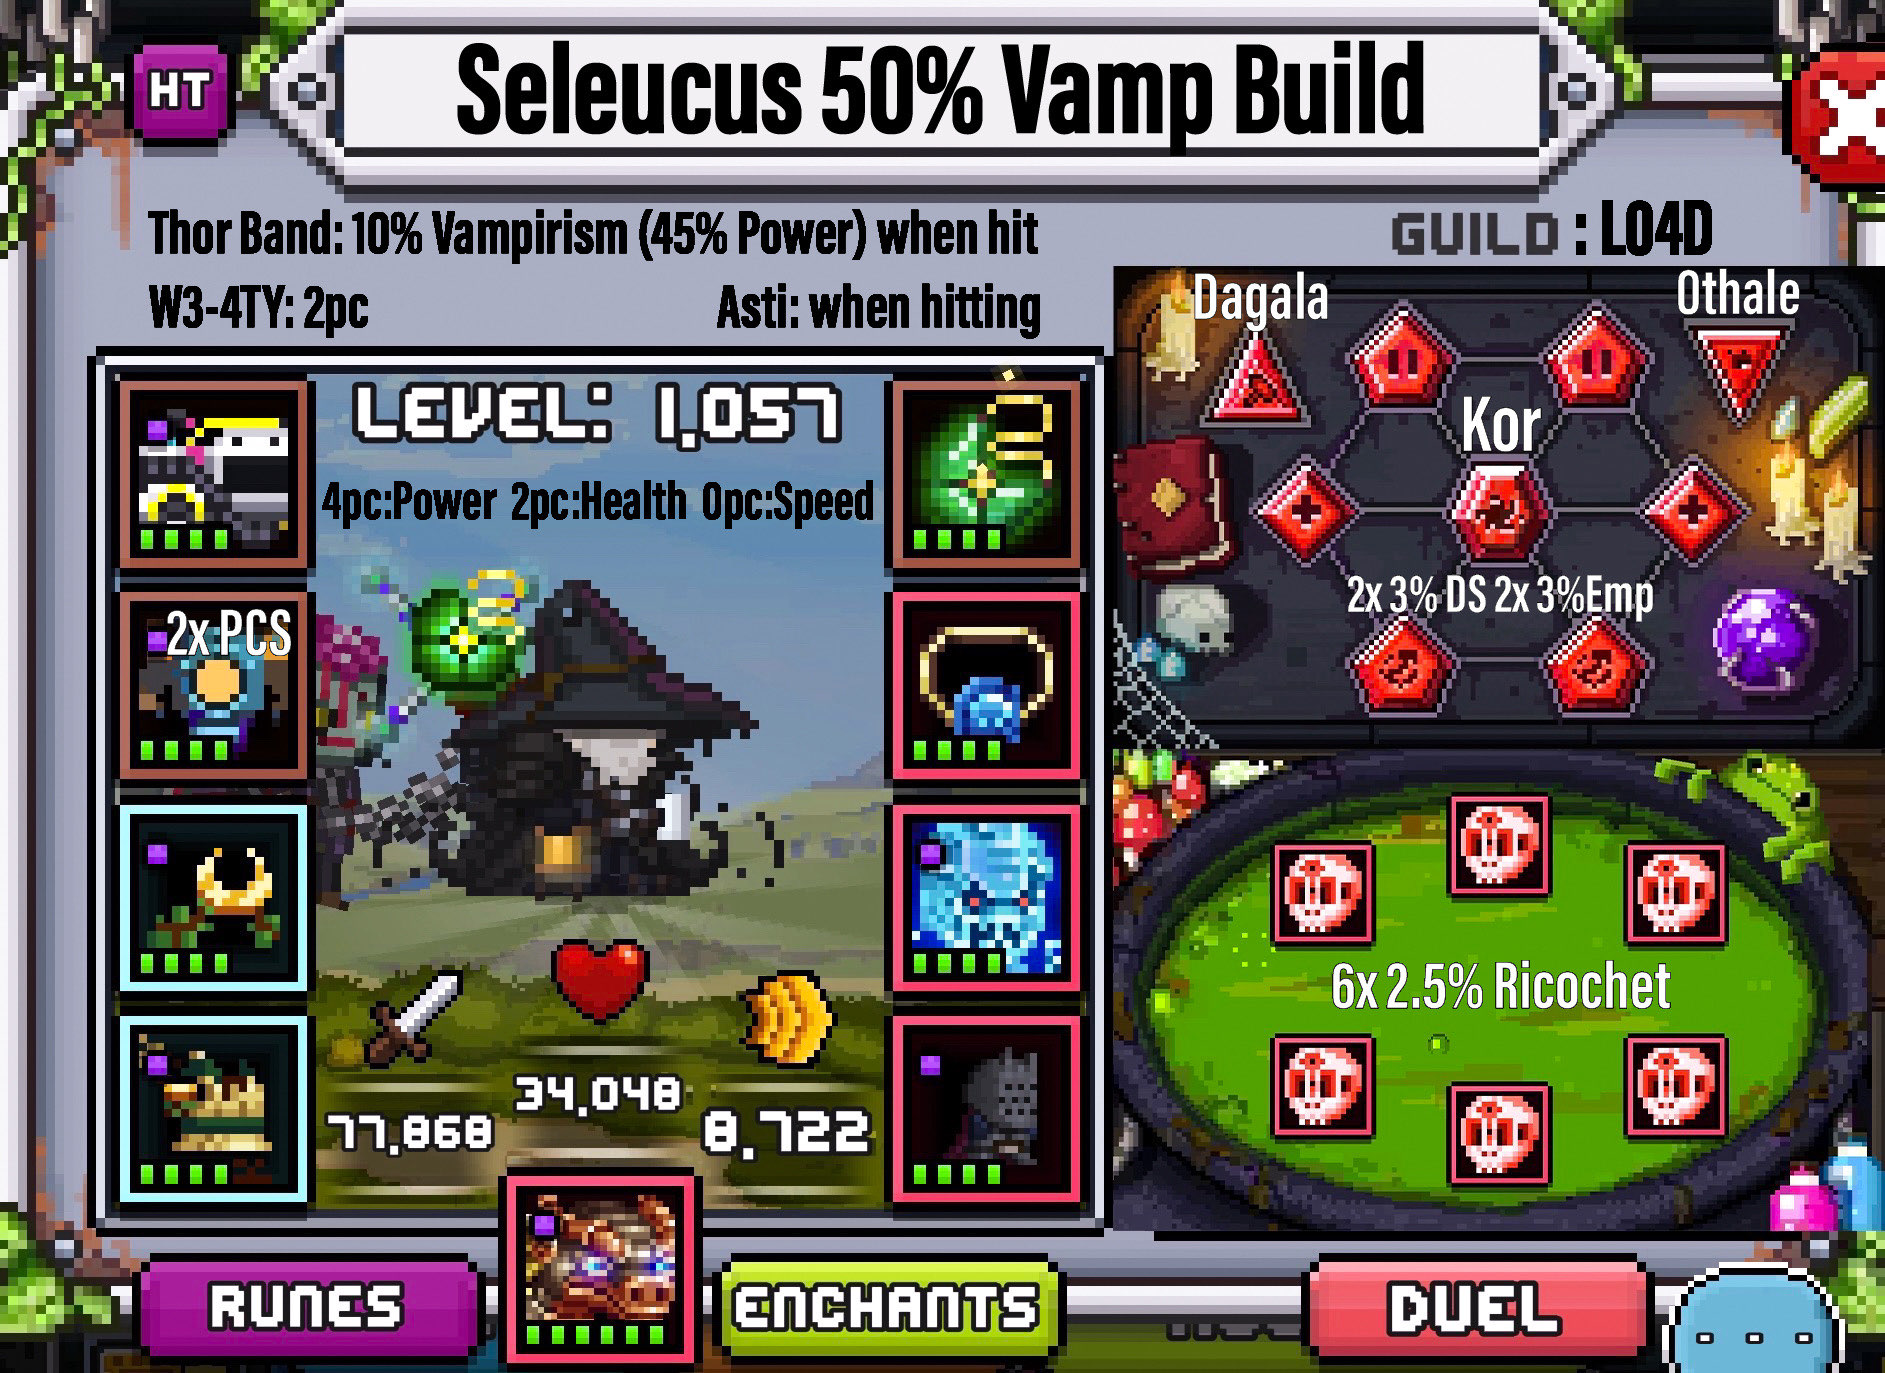 HT
Seleucus 50% Vamp Build
Thor Band: 10% Vampirism (45% Power) when hit
GUILD : LO4D
W3-4TY: 2pc
Asti: when hitting
Dagala
Othale
LEVEL: 1,057
Kor
4pc:Power 2pc:Health 0pc:Speed
2x 3% DS 2x 3%Emp
2x PCS
6x 2.5% Ricochet
77,868
34,048
8,722
RUNES
ENCHANTS
DUEL